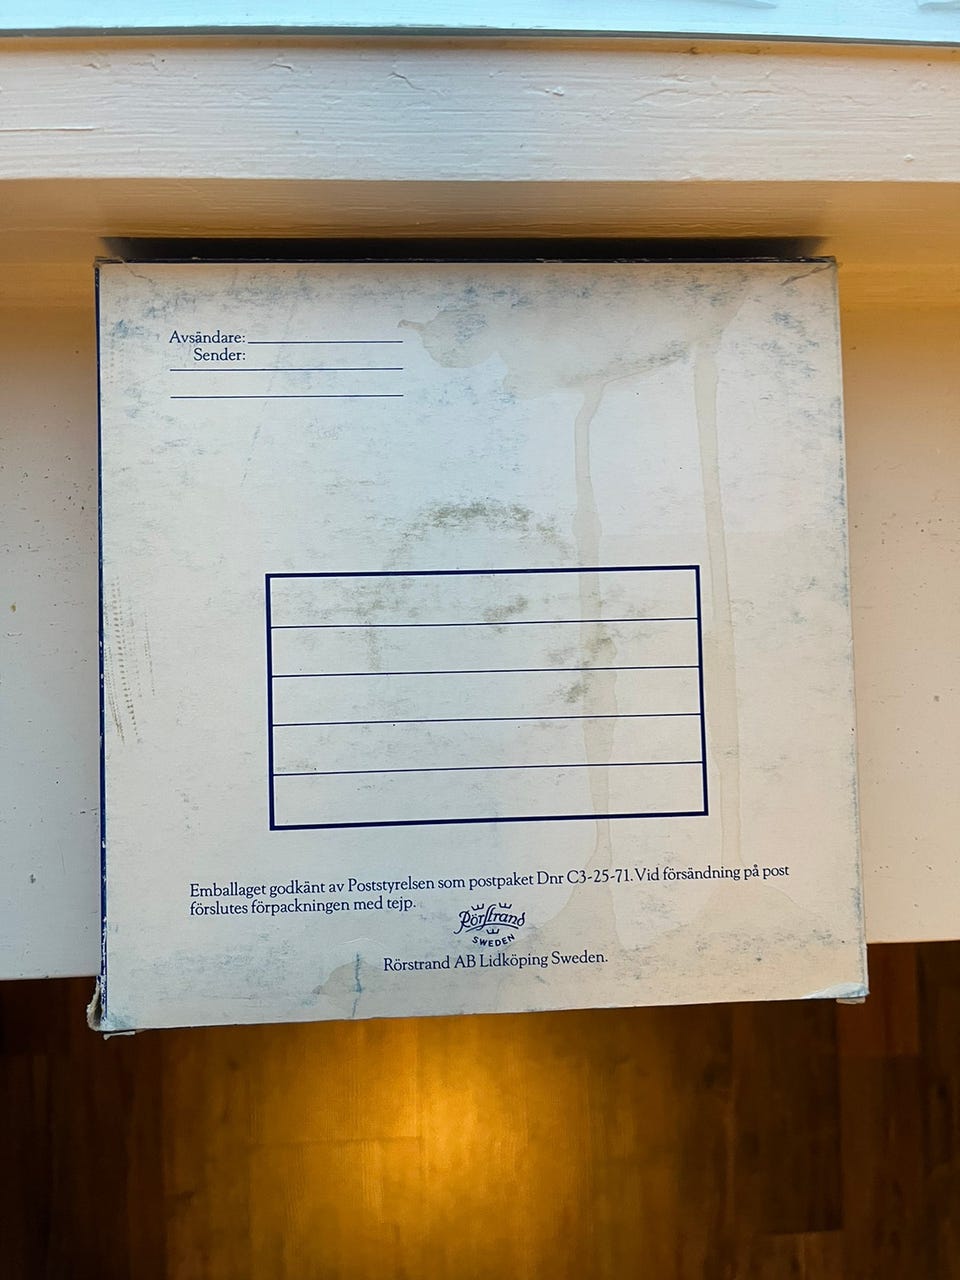 Avsändare:
Sender:
Emballaget godkänt av Poststyrelsen som postpaket Dnr C3-25-71. Vid försändning på post
förslutes förpackningen med tejp.
Rörstrand
SWEDEN
Rörstrand AB Lidköping Sweden.